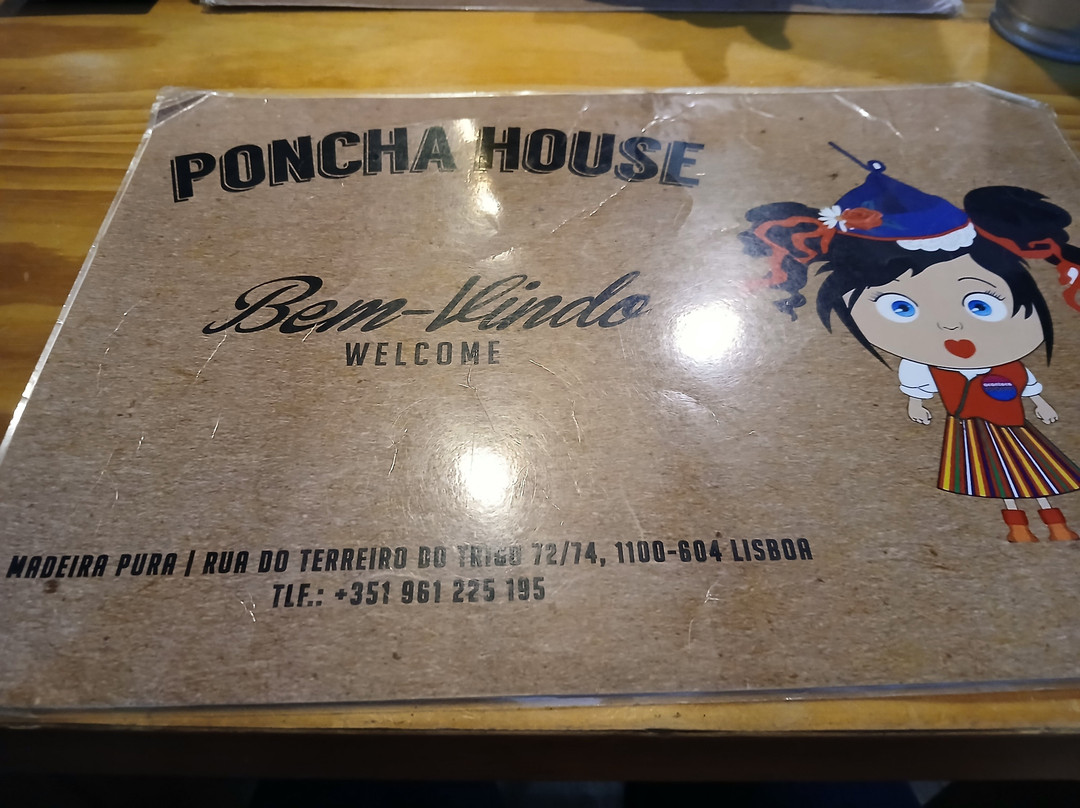 PONCHA HOUSE
Bem-Vindo
WELCOME
MADEIRA PURA | RUA DO TERREIRO DO TRIGO 72/74, 1100-604 LISBOA
TLF.: +351 961 225 195